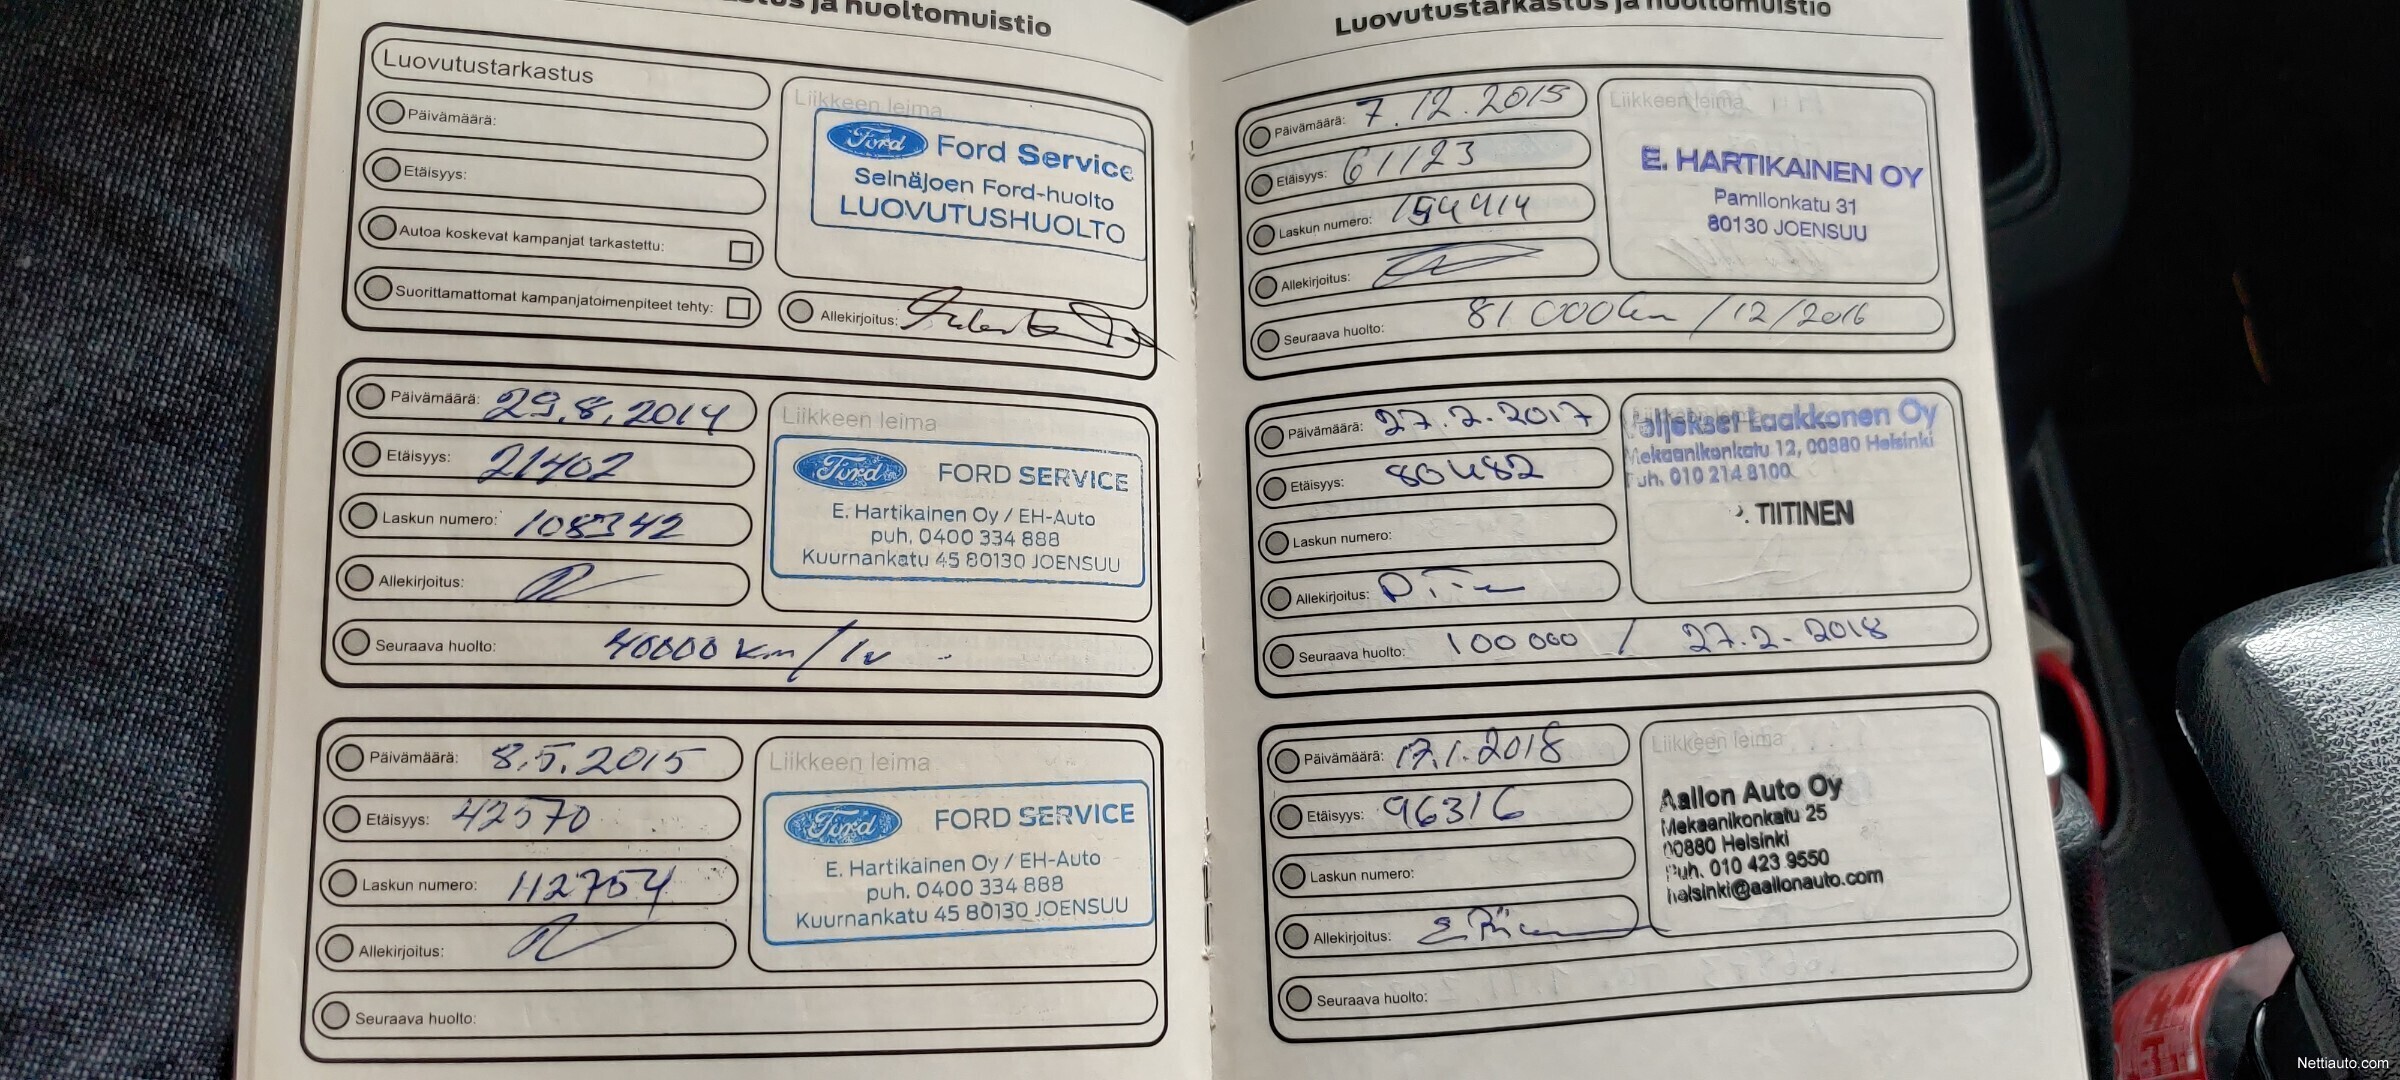 Luovutustarkastus ja huoltomuistio
Luovutustarkastus
Päivämäärä:
Etäisyys:
Autoa koskevat kampanjat tarkastettu:
Suorittamattomat kampanjatoimenpiteet tehty:
Liikkeen leima
Ford Ford Service
Seinäjoen Ford-huolto
LUOVUTUSHUOLTO
Allekirjoitus:
Päivämäärä: 29.8.2014
Etäisyys: 21402
Laskun numero: 108342
Allekirjoitus:
Seuraava huolto: 40000 km/1v
Liikkeen leima
Ford FORD SERVICE
E. Hartikainen Oy / EH-Auto
puh. 0400 334 888
Kuurnankatu 45 80130 JOENSUU
Päivämäärä: 8.5.2015
Etäisyys: 42570
Laskun numero: 112754
Allekirjoitus:
Seuraava huolto:
Liikkeen leima
Ford FORD SERVICE
E. Hartikainen Oy / EH-Auto
puh. 0400 334 888
Kuurnankatu 45 80130 JOENSUU
Luovutustarkastus ja huoltomuistio
Päivämäärä: 7.12.2015
Etäisyys: 61123
Laskun numero: 154414
Allekirjoitus:
Seuraava huolto: 81 000km / 12/2016
Liikkeen leima
E. HARTIKAINEN OY
Pamilonkatu 31
80130 JOENSUU
Päivämäärä: 27.2.2017
Etäisyys: 80482
Laskun numero:
Allekirjoitus:
Seuraava huolto: 100 000 / 27.2.2018
Laakkonen Oy
Mekaanikonkatu 12, 00880 Helsinki
Puh. 010 214 8100
TIITINEN
Päivämäärä: 17.1.2018
Etäisyys: 96316
Laskun numero:
Allekirjoitus:
Seuraava huolto:
Liikkeen leima
Aallon Auto Oy
Mekaanikonkatu 25
00880 Helsinki
Puh. 010 423 9550
helsinki@aallonauto.com
Nettiauto.com